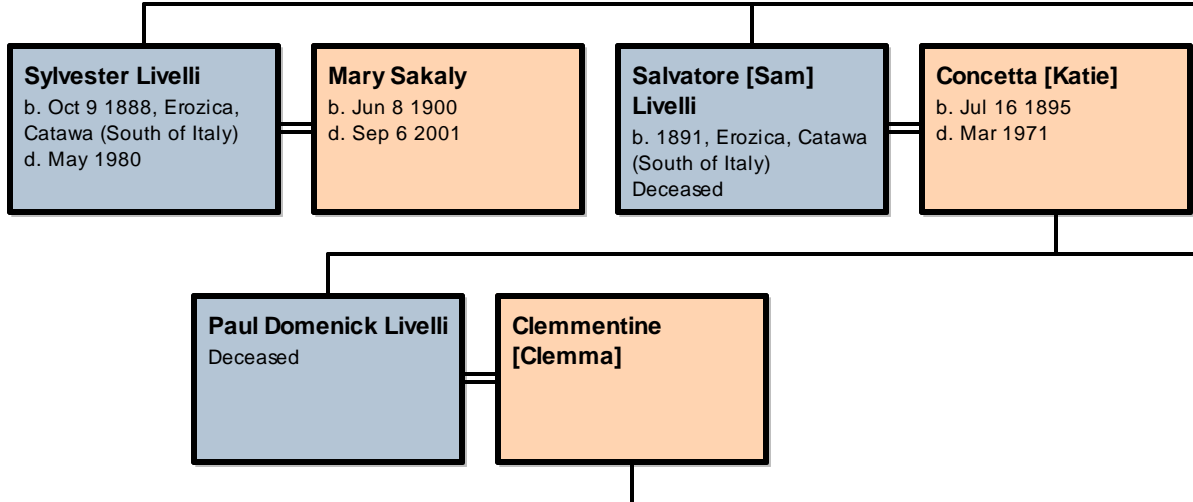 Sylvester Livelli
b. Oct 9 1888, Erozica,
Catawa (South of Italy)
d. May 1980
Mary Sakaly
b. Jun 8 1900
d. Sep 6 2001
Salvatore [Sam]
Livelli
b. 1891, Erozica, Catawa
(South of Italy)
Deceased
Concetta [Katie]
b. Jul 16 1895
d. Mar 1971
Paul Domenick Livelli
Deceased
Clemmentine
[Clemma]